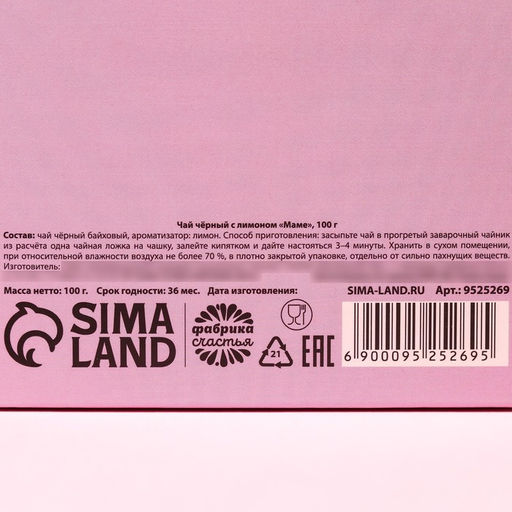 Чай чёрный с лимоном «Маме», 100 г
Состав: чай чёрный байховый, ароматизатор: лимон. Способ приготовления: засыпьте чай в прогретый заварочный чайник
из расчёта одна чайная ложка на чашку, залейте кипятком и дайте настояться 3–4 минуты. Хранить в сухом помещении,
при относительной влажности воздуха не более 70 %, в плотно закрытой упаковке, отдельно от сильно пахнущих веществ.
Изготовитель:
Масса нетто: 100 г. Срок годности: 36 мес. Дата изготовления:
SIMA-LAND.RU Арт.: 9525269
SIMA
LAND
фабрика
счастья
21
EAC
6 900095 252695